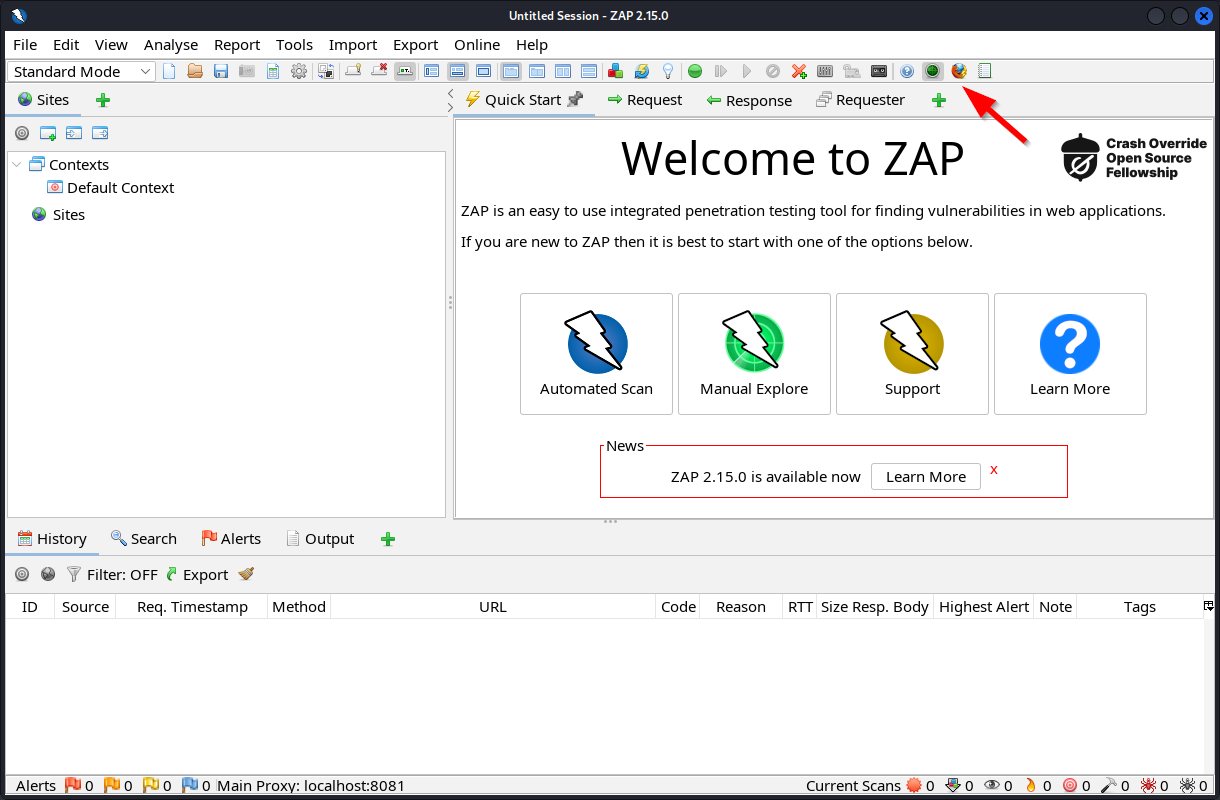 Untitled Session - ZAP 2.15.0
File Edit View Analyse Report Tools Import Export Online Help
Standard Mode
Sites
Quick Start Request Response Requester
Contexts
Default Context
Sites
Welcome to ZAP
Crash Override
Open Source
Fellowship
ZAP is an easy to use integrated penetration testing tool for finding vulnerabilities in web applications.
If you are new to ZAP then it is best to start with one of the options below.
Automated Scan Manual Explore Support Learn More
News
ZAP 2.15.0 is available now Learn More x
History Search Alerts Output
Filter: OFF Export
ID Source Req. Timestamp Method URL Code Reason RTT Size Resp. Body Highest Alert Note Tags
Alerts 0 0 0 0 Main Proxy: localhost:8081 Current Scans 0 0 0 0 0 0 0 0